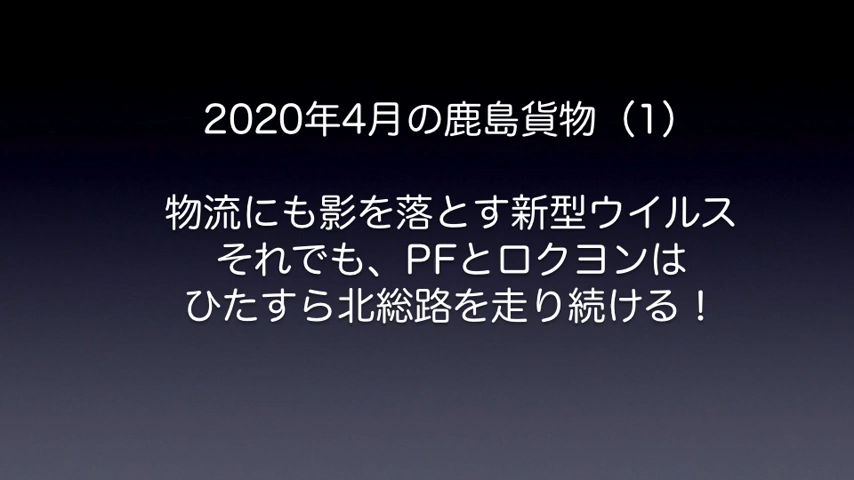 2020年4月の鹿島貨物（1）
物流にも影を落とす新型ウイルス
それでも、PFとロクヨンは
ひたすら北総路を走り続ける！